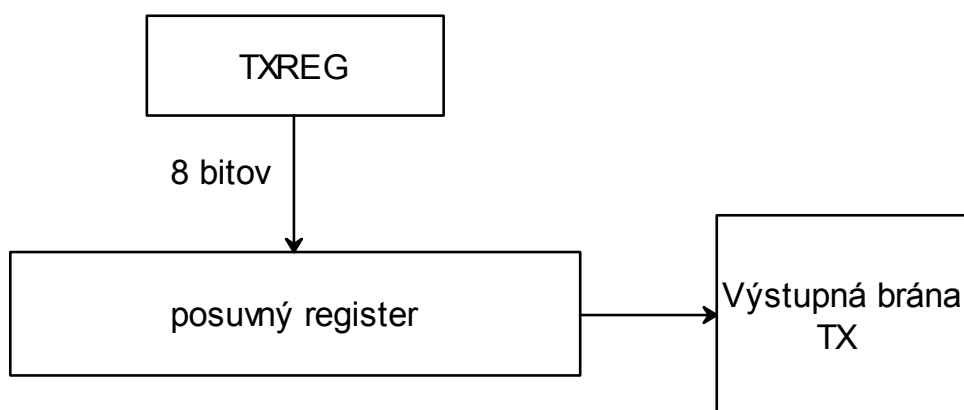 TXREG
8 bitov
posuvný register
Výstupná brána
TX